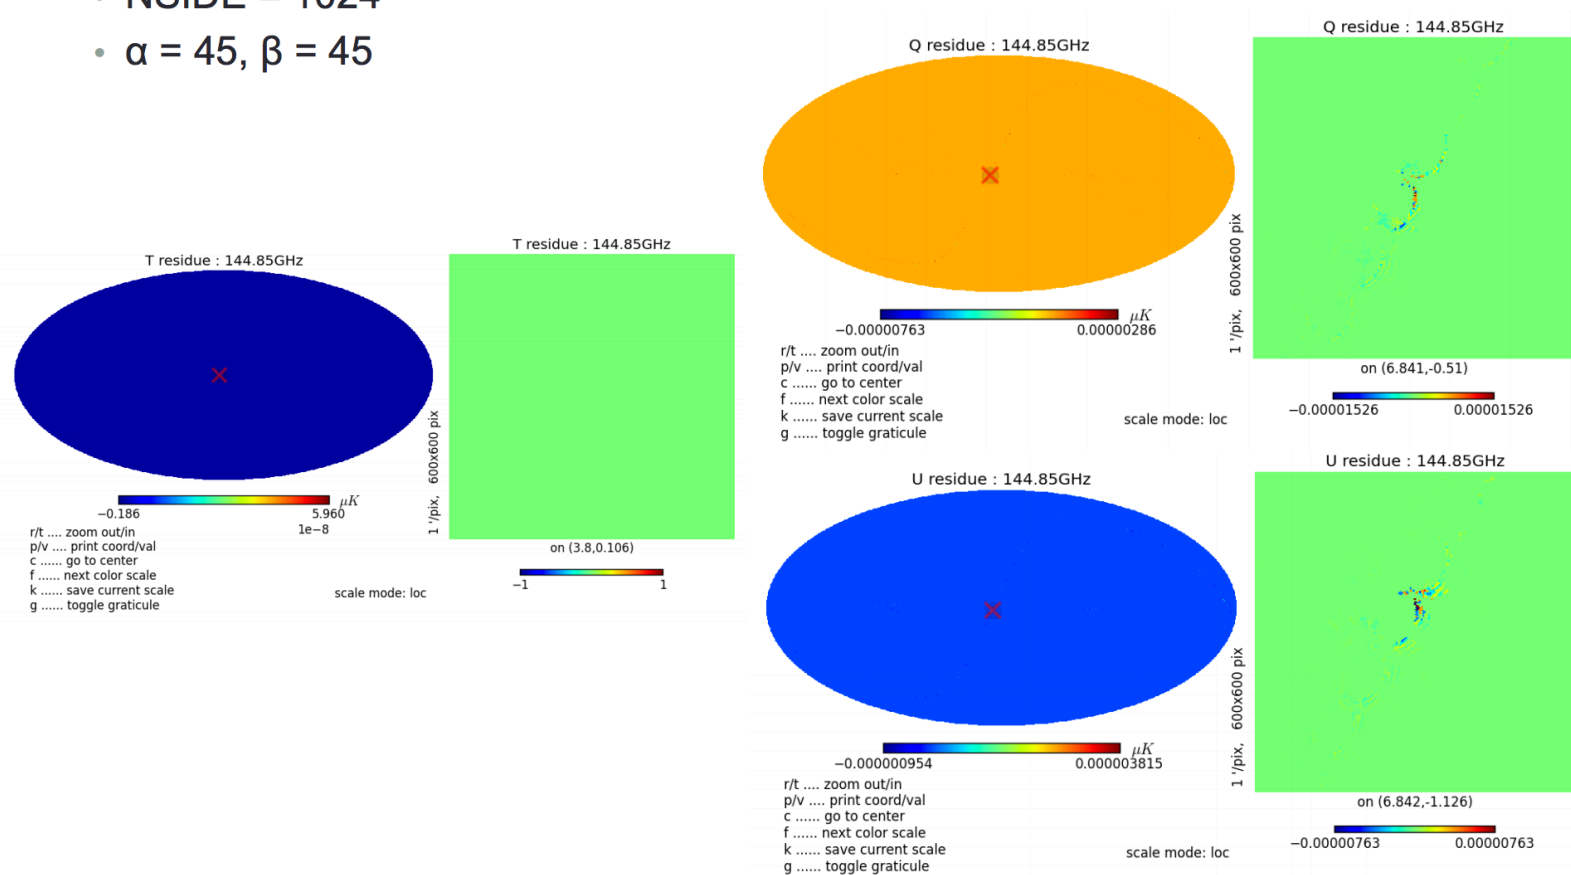 • NSIDE = 1024
• α = 45, β = 45
T residue : 144.85GHz
−0.186
5.960
1e−8
μK
r/t .... zoom out/in
p/v .... print coord/val
c ...... go to center
f ...... next color scale
k ...... save current scale
g ...... toggle graticule
scale mode: loc
T residue : 144.85GHz
1 '/pix, 600x600 pix
on (3.8,0.106)
−1
1
Q residue : 144.85GHz
−0.00000763
0.00000286
μK
r/t .... zoom out/in
p/v .... print coord/val
c ...... go to center
f ...... next color scale
k ...... save current scale
g ...... toggle graticule
scale mode: loc
Q residue : 144.85GHz
1 '/pix, 600x600 pix
on (6.841,-0.51)
−0.00001526
0.00001526
U residue : 144.85GHz
−0.000000954
0.000003815
μK
r/t .... zoom out/in
p/v .... print coord/val
c ...... go to center
f ...... next color scale
k ...... save current scale
g ...... toggle graticule
scale mode: loc
U residue : 144.85GHz
1 '/pix, 600x600 pix
on (6.842,-1.126)
−0.00000763
0.00000763